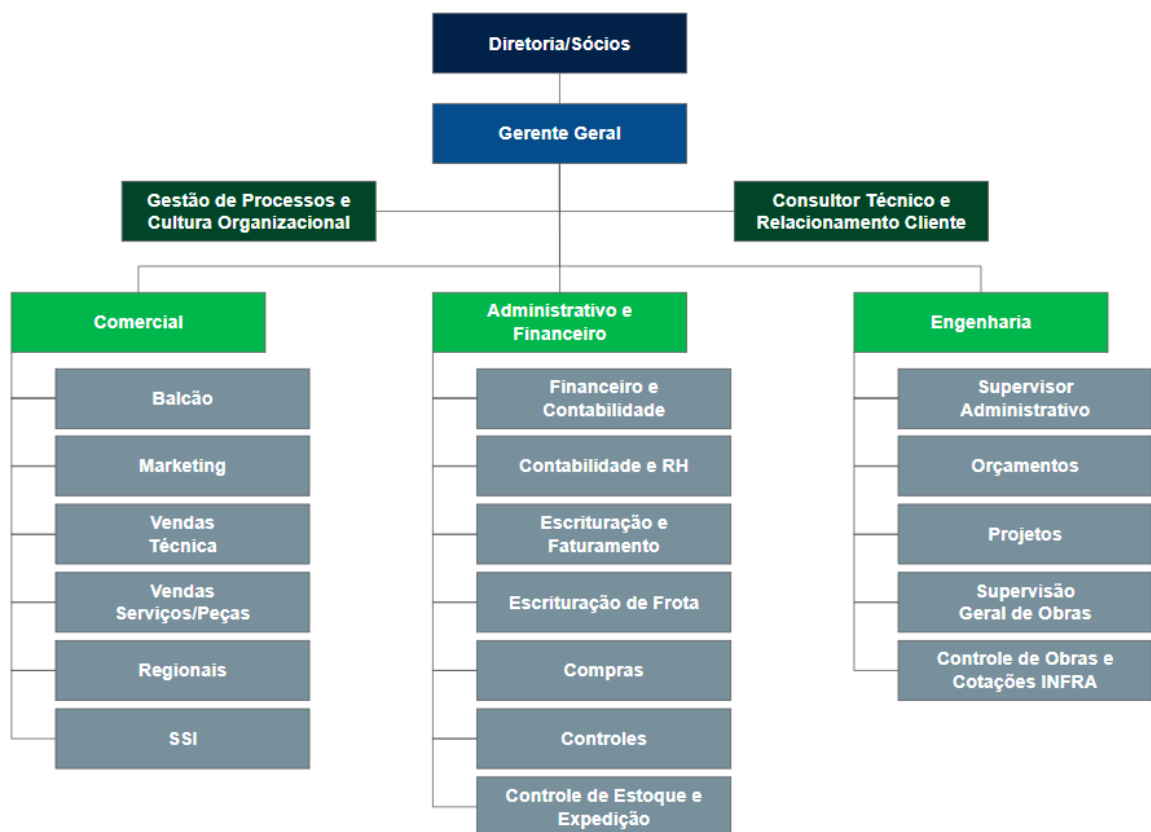 Diretoria/Sócios
Gerente Geral
Gestão de Processos e
Cultura Organizacional
Consultor Técnico e
Relacionamento Cliente
Comercial
Balcão
Marketing
Vendas
Técnica
Vendas
Serviços/Peças
Regionais
SSI
Administrativo e
Financeiro
Financeiro e
Contabilidade
Contabilidade e RH
Escrituração e
Faturamento
Escrituração de Frota
Compras
Controles
Controle de Estoque e
Expedição
Engenharia
Supervisor
Administrativo
Orçamentos
Projetos
Supervisão
Geral de Obras
Controle de Obras e
Cotações INFRA